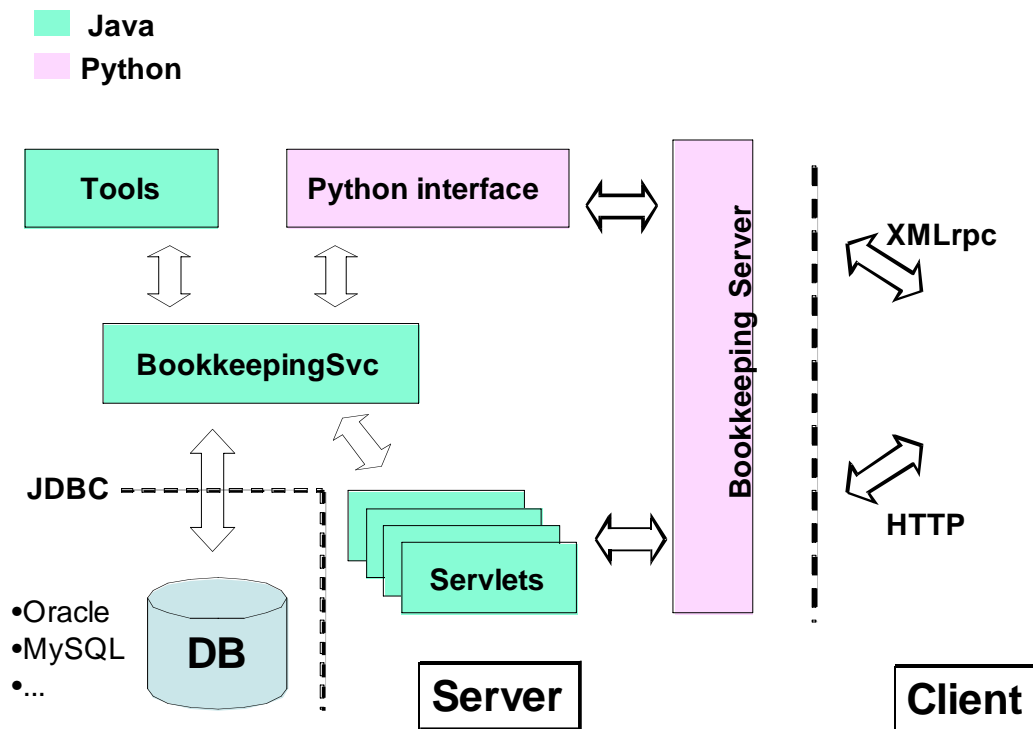 Java
Python
Tools
Python interface
Bookkeeping Server
XMLrpc
BookkeepingSvc
JDBC
HTTP
Servlets
•Oracle
•MySQL
•...
DB
Server
Client